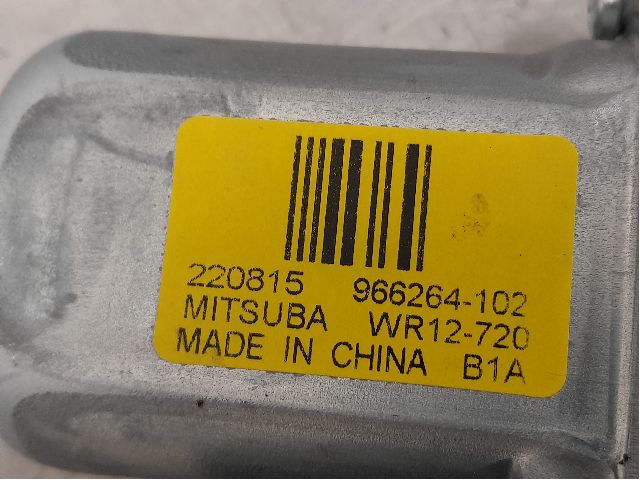 220815 966264-102
MITSUBA WR12-720
MADE IN CHINA B1A